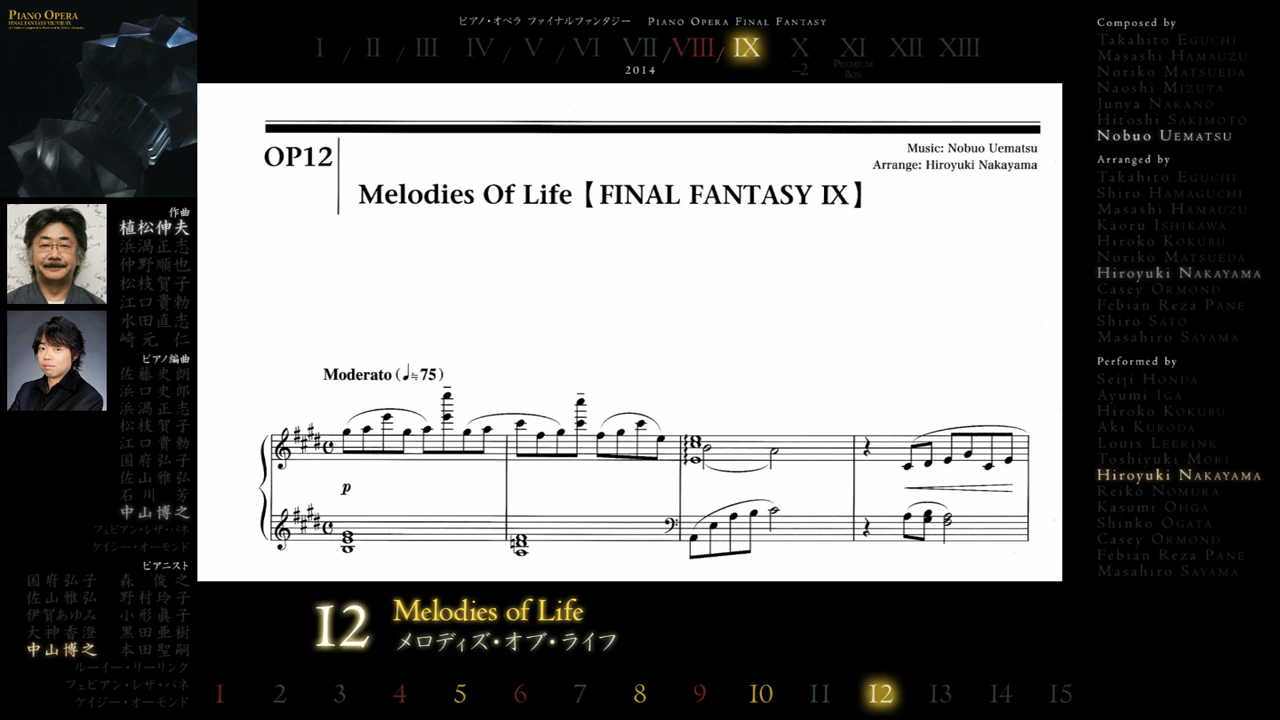 PIANO OPERA
FINAL FANTASY VII/VIII/IX
ピアノ・オペラ ファイナルファンタジー PIANO OPERA FINAL FANTASY
I / II / III IV / V / VI VII / VIII / IX X XI XII XIII
–2 PREMIUM
BOX
2014
OP12
Music: Nobuo Uematsu
Arrange: Hiroyuki Nakayama
Melodies Of Life【FINAL FANTASY IX】
Moderato (♩≒75)
p
12 Melodies of Life
メロディズ・オブ・ライフ
1 2 3 4 5 6 7 8 9 10 11 12 13 14 15
作曲
植松伸夫
浜渦正志
仲野順也
松枝賀子
江口貴勅
水田直志
崎元 仁
ピアノ編曲
佐藤史朗
浜口史郎
浜渦正志
松枝賀子
江口貴勅
国府弘子
佐山雅弘
石川 芳
中山博之
フェビアン・レザ・パネ
ケイシー・オーモンド
ピアニスト
国府弘子 森 俊之
佐山雅弘 野村玲子
伊賀あゆみ 小形眞子
大神香澄 黒田亜樹
中山博之 本田聖嗣
ルーイー・リーリンク
フェビアン・レザ・パネ
ケイジー・オーモンド
Composed by
Takahito EGUCHI
Masashi HAMAUZU
Noriko MATSUEDA
Naoshi MIZUTA
Junya NAKANO
Hitoshi SAKIMOTO
Nobuo UEMATSU
Arranged by
Takahito EGUCHI
Shiro HAMAGUCHI
Masashi HAMAUZU
Kaoru ISHIKAWA
Hiroko KOKUBU
Noriko MATSUEDA
Hiroyuki NAKAYAMA
Casey ORMOND
Febian Reza PANE
Shiro SATO
Masahiro SAYAMA
Performed by
Seiji HONDA
Ayumi IGA
Hiroko KOKUBU
Aki KURODA
Louis LEERINK
Toshiyuki MORI
Hiroyuki NAKAYAMA
Reiko NOMURA
Kasumi OHGA
Shinko OGATA
Casey ORMOND
Febian Reza PANE
Masahiro SAYAMA